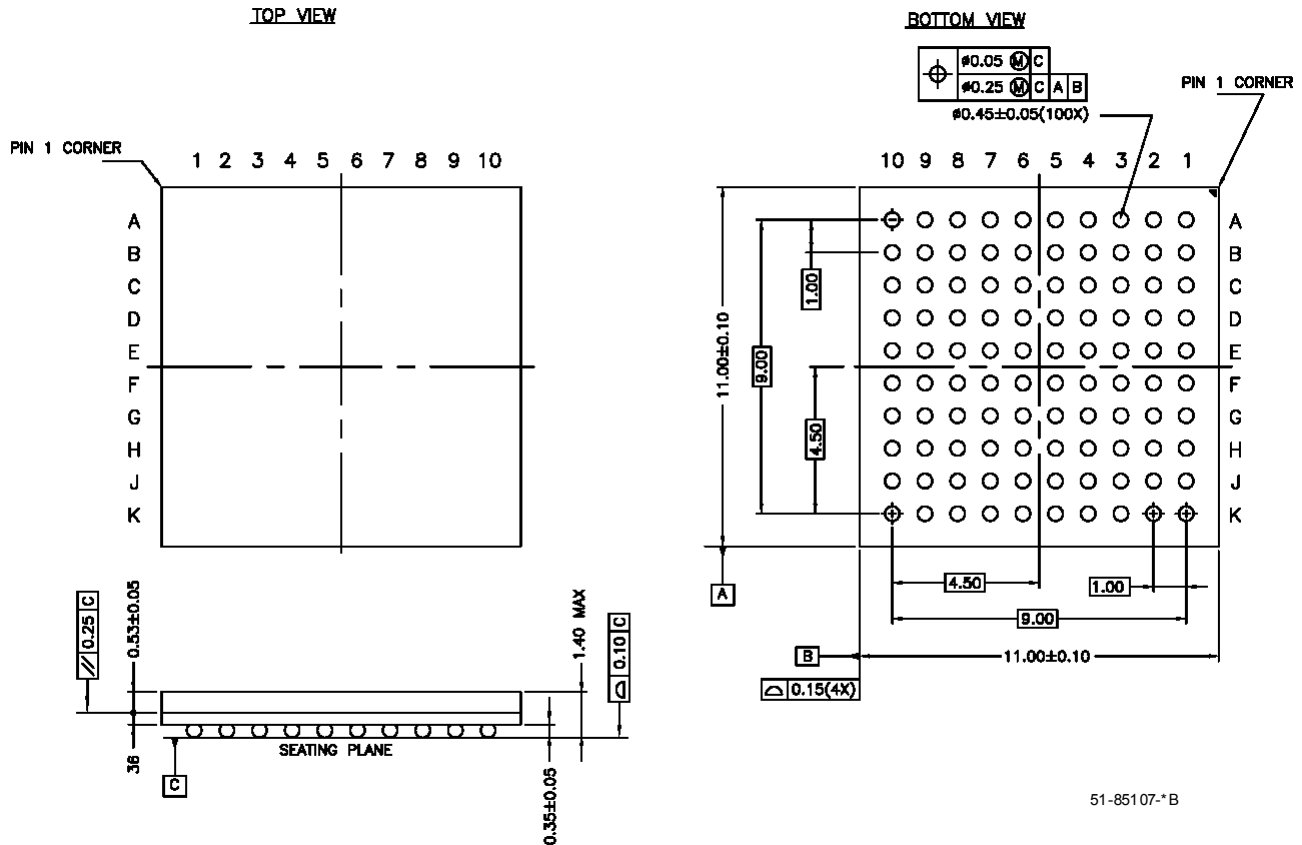 TOP VIEW
PIN 1 CORNER
1 2 3 4 5 6 7 8 9 10
A
B
C
D
E
F
G
H
J
K
BOTTOM VIEW
⌖ ø0.05 Ⓜ C
ø0.25 Ⓜ C A B
ø0.45±0.05(100X)
PIN 1 CORNER
10 9 8 7 6 5 4 3 2 1
A
B
C
D
E
F
G
H
J
K
11.00±0.10
9.00
1.00
4.50
A
4.50
1.00
9.00
B
11.00±0.10
⌓ 0.15(4X)
// 0.25 C
0.53±0.05
36
C
SEATING PLANE
0.35±0.05
1.40 MAX
⌓ 0.10 C
51-85107-*B